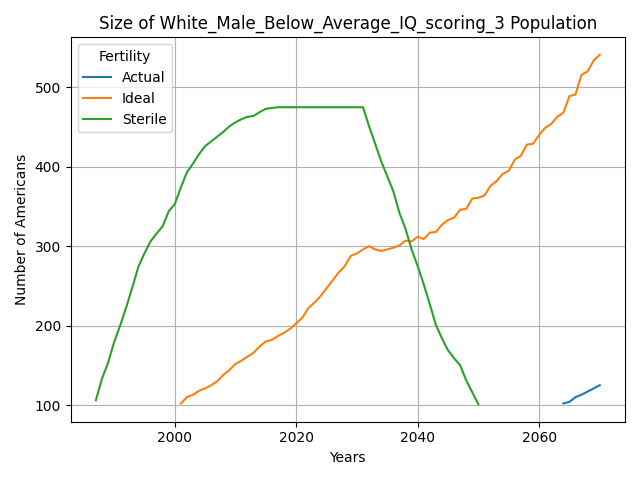 Size of White_Male_Below_Average_IQ_scoring_3 Population
Fertility
Actual
Ideal
Sterile
Number of Americans
500
400
300
200
100
2000 2020 2040 2060
Years